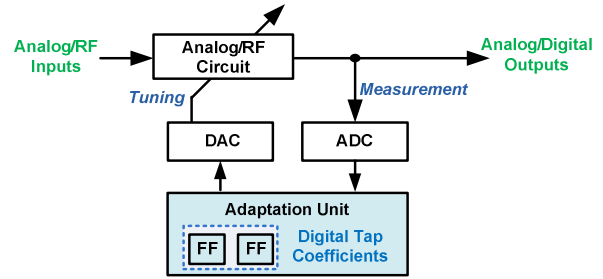 Analog/RF
Inputs
Analog/RF
Circuit
Analog/Digital
Outputs
Tuning
Measurement
DAC
ADC
Adaptation Unit
FF
FF
Digital Tap
Coefficients